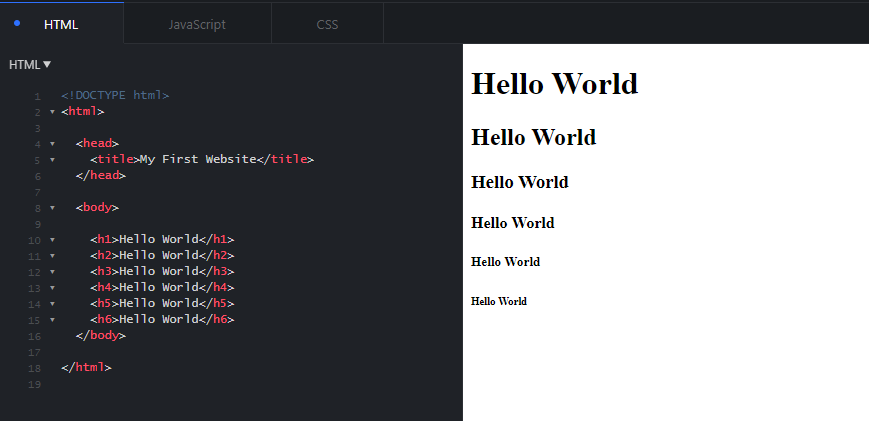 HTML JavaScript CSS
HTML ▼
1 <!DOCTYPE html>
2 ▾ <html>
3
4 ▾ <head>
5 ▾ <title>My First Website</title>
6 </head>
7
8 ▾ <body>
9
10 ▾ <h1>Hello World</h1>
11 ▾ <h2>Hello World</h2>
12 ▾ <h3>Hello World</h3>
13 ▾ <h4>Hello World</h4>
14 ▾ <h5>Hello World</h5>
15 ▾ <h6>Hello World</h6>
16 </body>
17
18 </html>
19
Hello World
Hello World
Hello World
Hello World
Hello World
Hello World